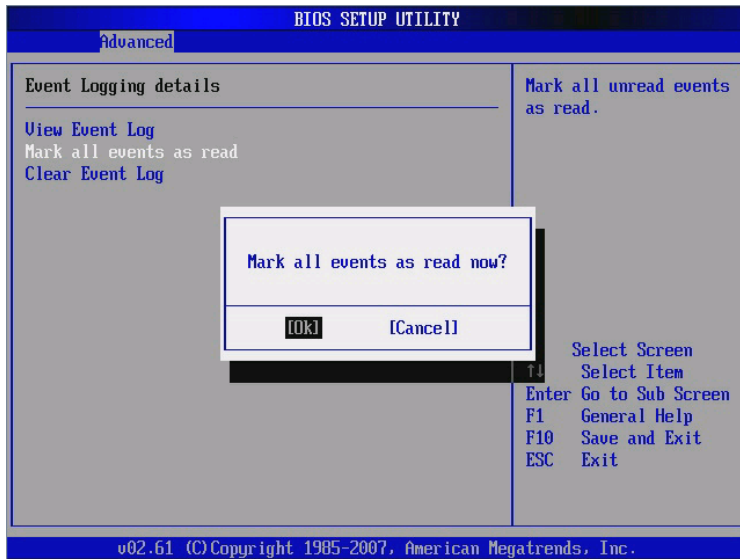 BIOS SETUP UTILITY
Advanced
Event Logging details
View Event Log
Mark all events as read
Clear Event Log
Mark all unread events
as read.
Mark all events as read now?
[Ok] [Cancel]
Select Screen
↑↓ Select Item
Enter Go to Sub Screen
F1 General Help
F10 Save and Exit
ESC Exit
v02.61 (C)Copyright 1985-2007, American Megatrends, Inc.